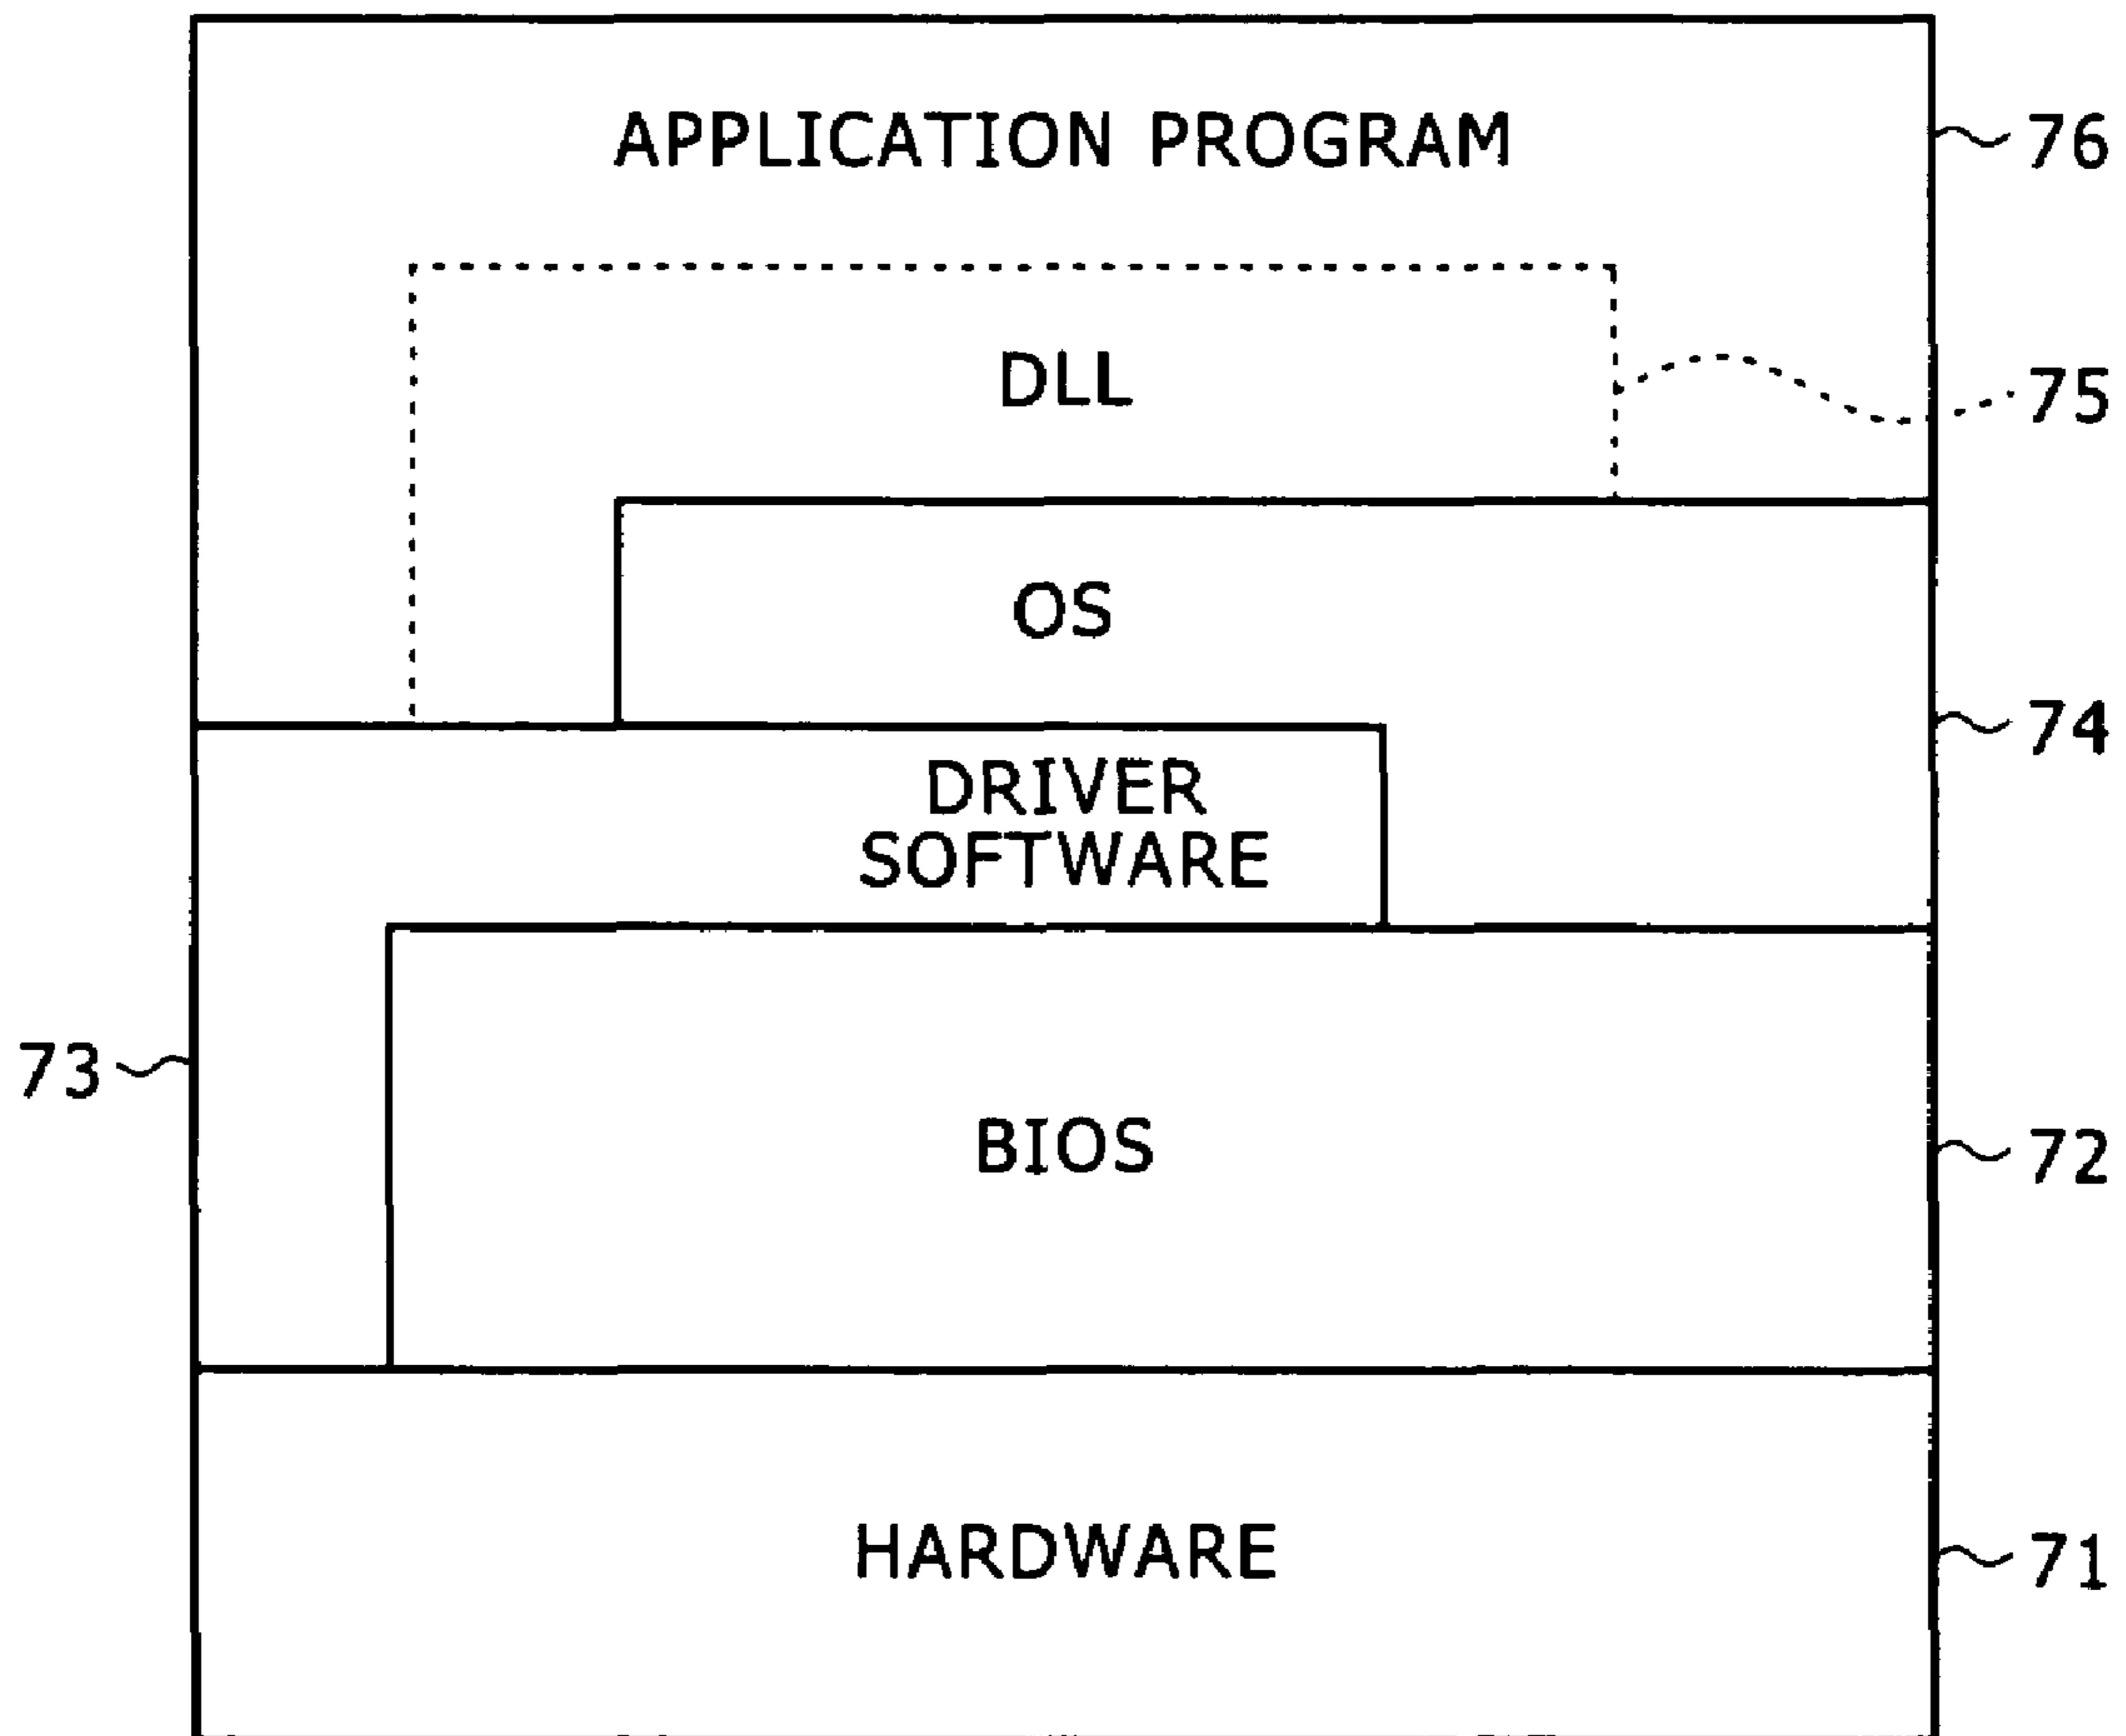 APPLICATION PROGRAM
76
DLL
75
OS
74
DRIVER
SOFTWARE
73
BIOS
72
HARDWARE
71